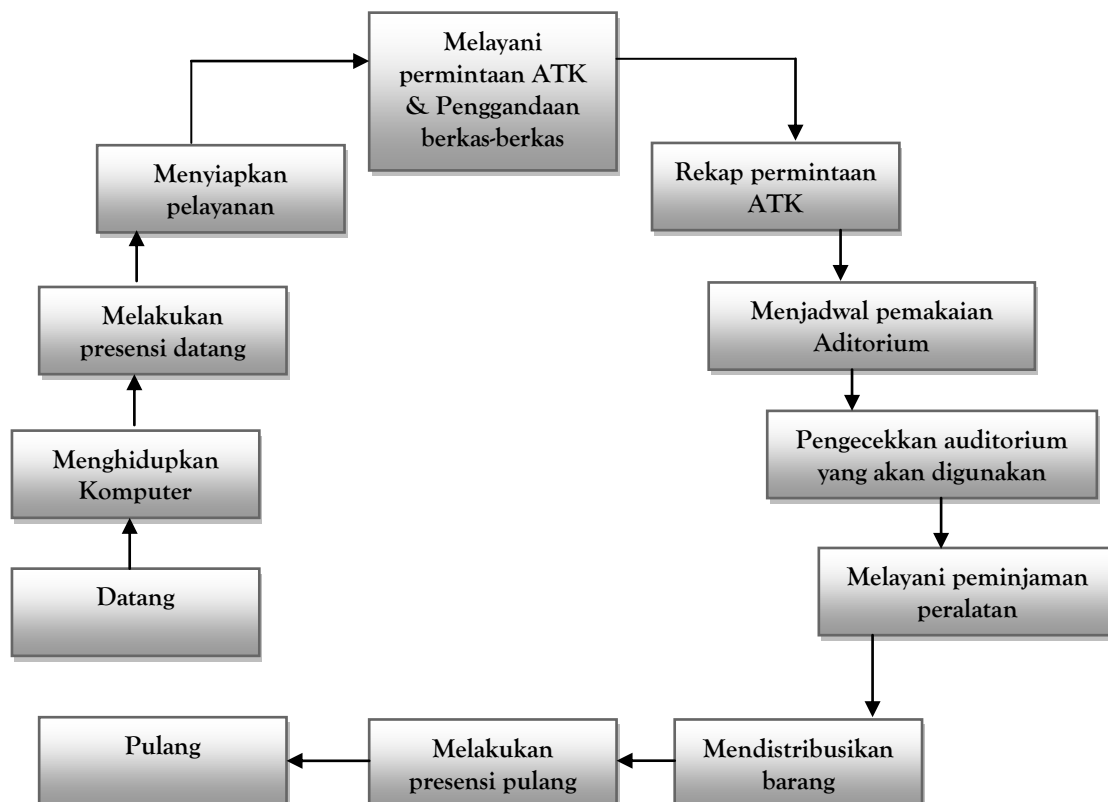 Datang
Menghidupkan
Komputer
Melakukan
presensi datang
Menyiapkan
pelayanan
Melayani
permintaan ATK
& Penggandaan
berkas-berkas
Rekap permintaan
ATK
Menjadwal pemakaian
Aditorium
Pengecekkan auditorium
yang akan digunakan
Melayani peminjaman
peralatan
Mendistribusikan
barang
Melakukan
presensi pulang
Pulang